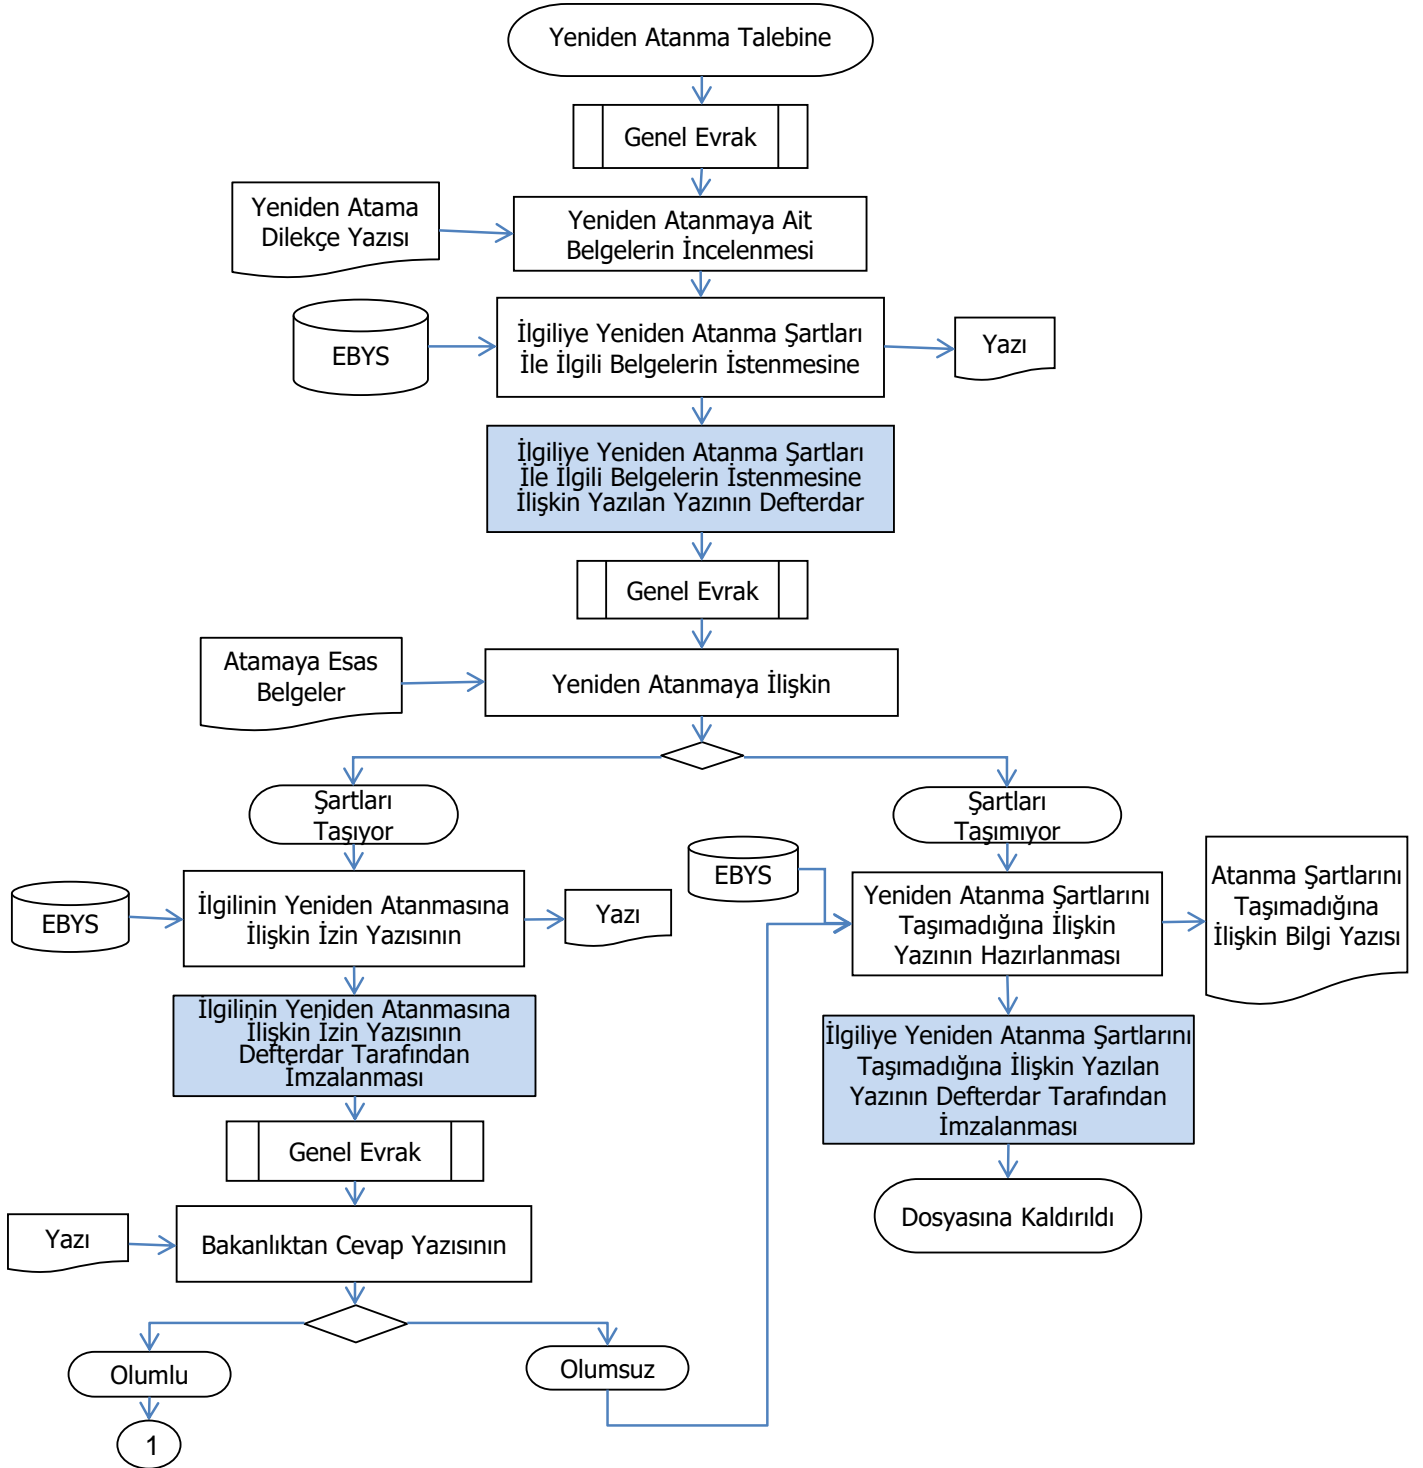 Yeniden Atanma Talebine
Genel Evrak
Yeniden Atama
Dilekçe Yazısı
Yeniden Atanmaya Ait
Belgelerin İncelenmesi
EBYS
İlgiliye Yeniden Atanma Şartları
İle İlgili Belgelerin İstenmesine
Yazı
İlgiliye Yeniden Atanma Şartları
İle İlgili Belgelerin İstenmesine
İlişkin Yazılan Yazının Defterdar
Genel Evrak
Atamaya Esas
Belgeler
Yeniden Atanmaya İlişkin
Şartları
Taşıyor
Şartları
Taşımıyor
EBYS
İlgilinin Yeniden Atanmasına
İlişkin İzin Yazısının
Yazı
EBYS
Yeniden Atanma Şartlarını
Taşımadığına İlişkin
Yazının Hazırlanması
Atanma Şartlarını
Taşımadığına
İlişkin Bilgi Yazısı
İlgilinin Yeniden Atanmasına
İlişkin İzin Yazısının
Defterdar Tarafından
İmzalanması
İlgiliye Yeniden Atanma Şartlarını
Taşımadığına İlişkin Yazılan
Yazının Defterdar Tarafından
İmzalanması
Genel Evrak
Dosyasına Kaldırıldı
Yazı
Bakanlıktan Cevap Yazısının
Olumlu
Olumsuz
1